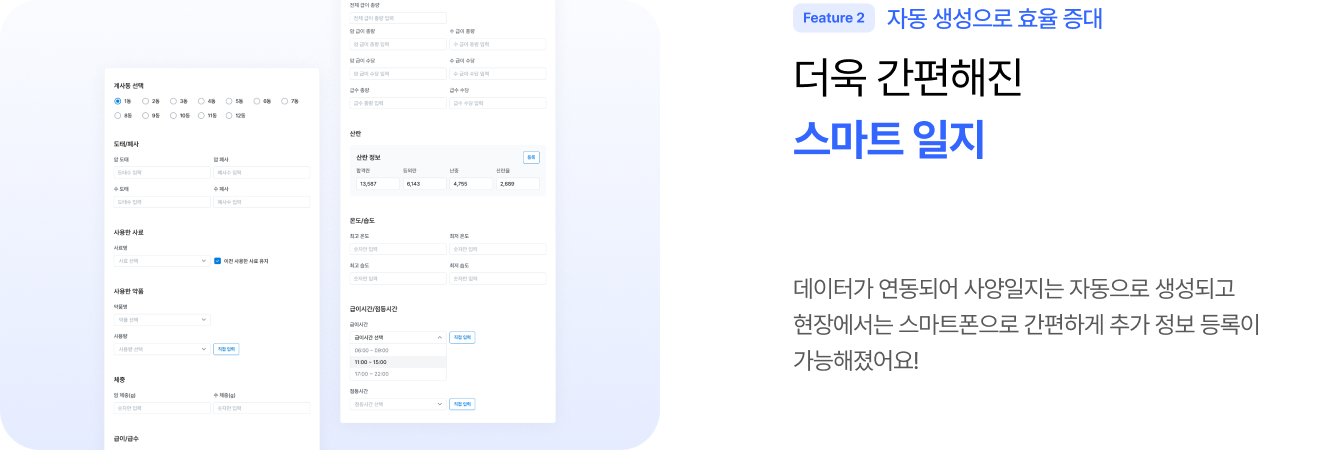 계사동 선택
1동 2동 3동 4동 5동 6동 7동
8동 9동 10동 11동 12동
도태/폐사
암 도태 암 폐사
도태수 입력 폐사수 입력
수 도태 수 폐사
도태수 입력 폐사수 입력
사용한 사료
사료명
사료 선택 이전 사용한 사료 유지
사용한 약품
약품명
약품 선택
사용량
사용량 선택 직접 입력
체중
암 체중(g) 수 체중(g)
숫자만 입력 숫자만 입력
급이/급수
전체 급이 중량
전체 급이 중량 입력
암 급이 중량 수 급이 중량
암 급이 중량 입력 수 급이 중량 입력
암 급이 수당 수 급이 수당
암 급이 수당 입력 수 급이 수당 입력
급수 중량 급수 수당
급수 중량 입력 급수 수당 입력
산란
산란 정보 등록
합격란 등외란 난중 산란율
13,587 6,143 4,755 2,689
온도/습도
최고 온도 최저 온도
숫자만 입력 숫자만 입력
최고 습도 최저 습도
숫자만 입력 숫자만 입력
급이시간/점등시간
급이시간
급이시간 선택 직접 입력
06:00 ~ 09:00
11:00 ~ 15:00
17:00 ~ 22:00
점등시간
점등시간 선택 직접 입력
Feature 2 자동 생성으로 효율 증대
더욱 간편해진
스마트 일지
데이터가 연동되어 사양일지는 자동으로 생성되고
현장에서는 스마트폰으로 간편하게 추가 정보 등록이
가능해졌어요!